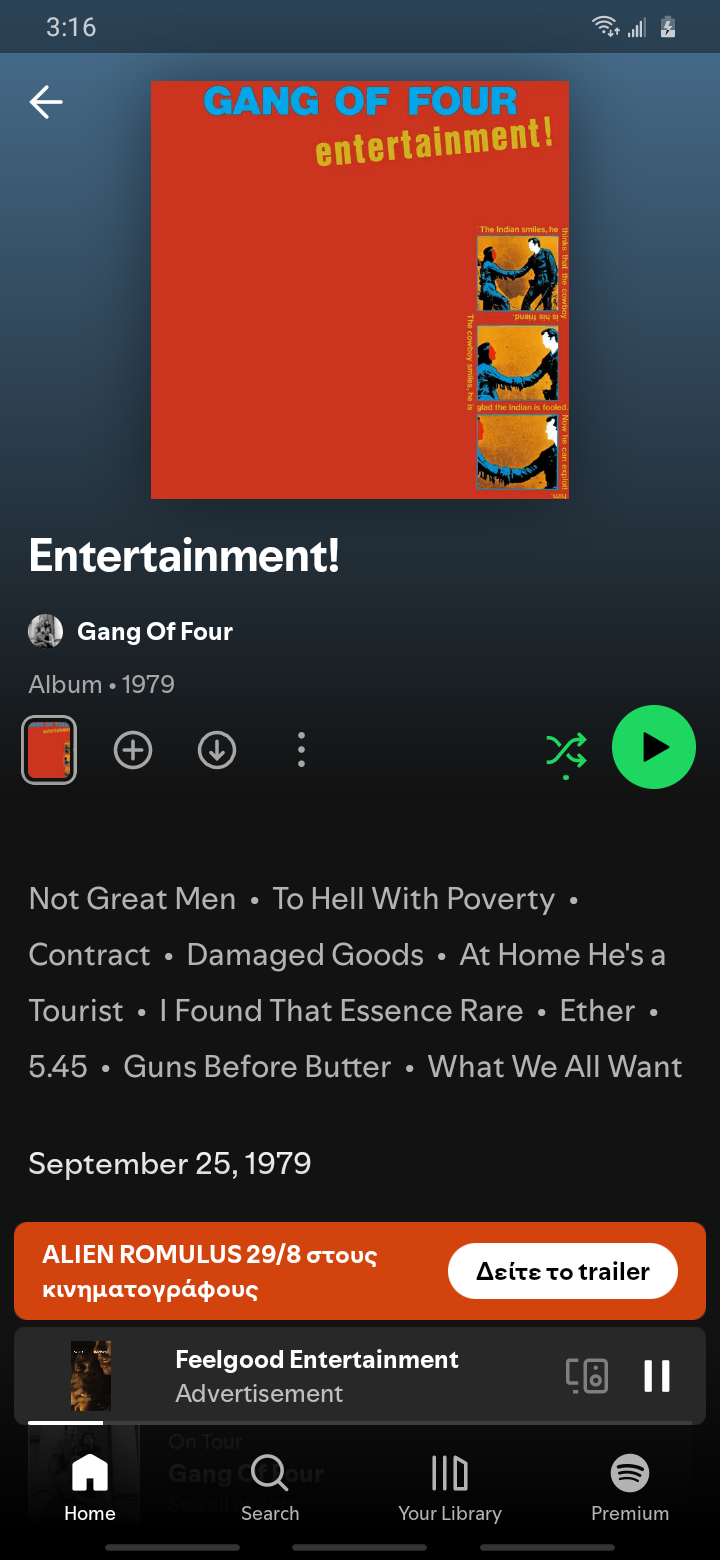 3:16
GANG OF FOUR
entertainment!
The Indian smiles, he
thinks that the cowboy
is his friend.
The cowboy smiles, he is
glad the Indian is fooled.
Now he can exploit
him.
Entertainment!
Gang Of Four
Album • 1979
Not Great Men • To Hell With Poverty •
Contract • Damaged Goods • At Home He's a
Tourist • I Found That Essence Rare • Ether •
5.45 • Guns Before Butter • What We All Want
September 25, 1979
ALIEN ROMULUS 29/8 στους
κινηματογράφους
Δείτε το trailer
Feelgood Entertainment
Advertisement
On Tour
Gang Of Four
Home
Search
Your Library
Premium